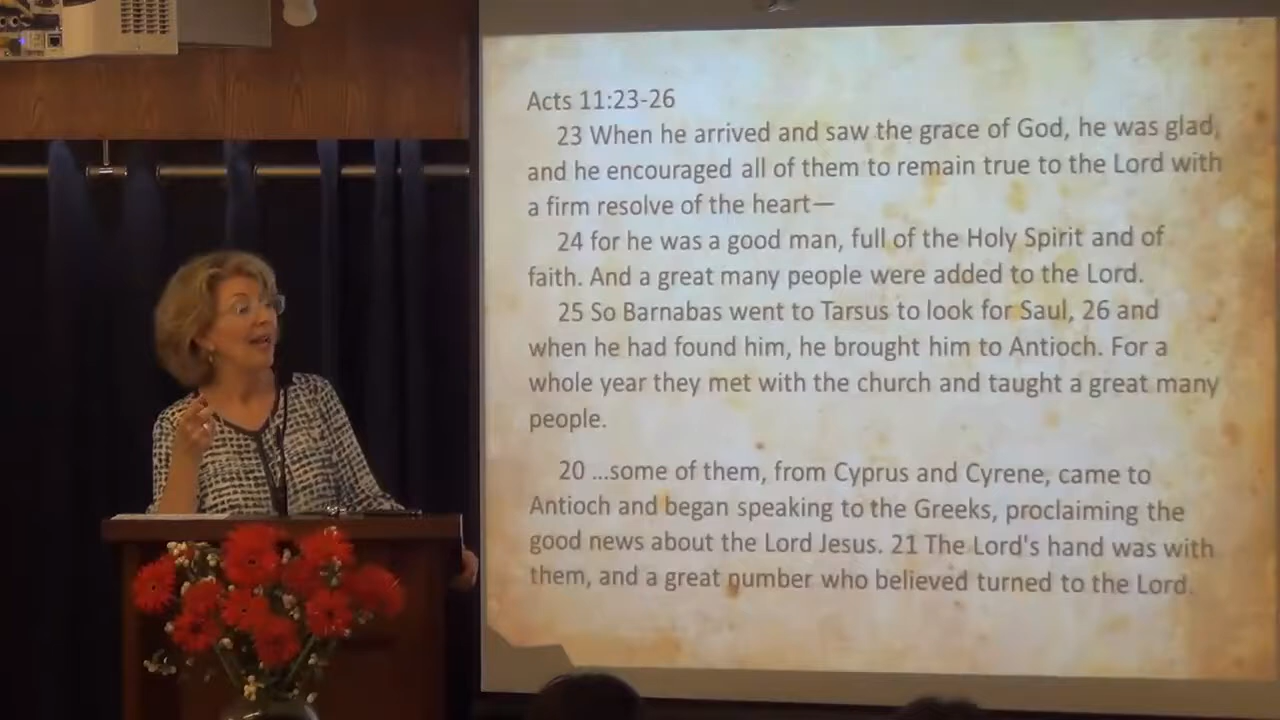 Acts 11:23-26
23 When he arrived and saw the grace of God, he was glad,
and he encouraged all of them to remain true to the Lord with
a firm resolve of the heart—
24 for he was a good man, full of the Holy Spirit and of
faith. And a great many people were added to the Lord.
25 So Barnabas went to Tarsus to look for Saul, 26 and
when he had found him, he brought him to Antioch. For a
whole year they met with the church and taught a great many
people.
20 ...some of them, from Cyprus and Cyrene, came to
Antioch and began speaking to the Greeks, proclaiming the
good news about the Lord Jesus. 21 The Lord's hand was with
them, and a great number who believed turned to the Lord.